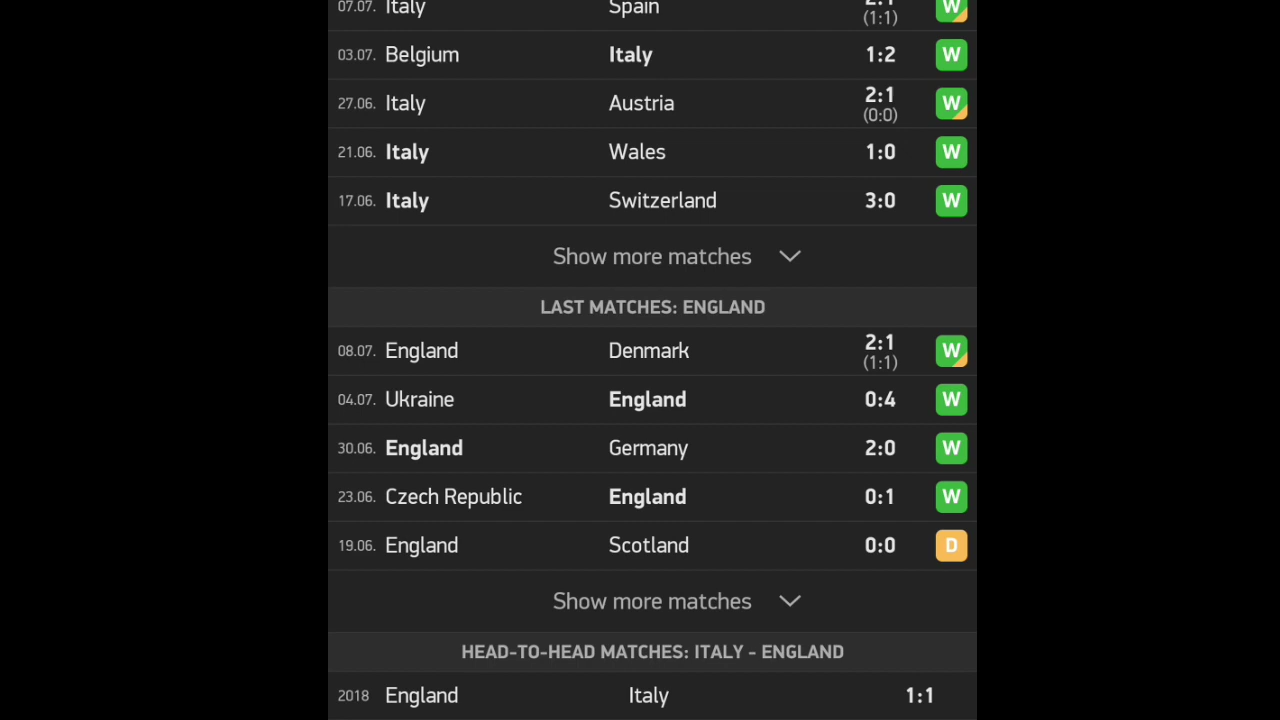 07.07. Italy Spain 2:1 W
(1:1)
03.07. Belgium Italy 1:2 W
27.06. Italy Austria 2:1 W
(0:0)
21.06. Italy Wales 1:0 W
17.06. Italy Switzerland 3:0 W
Show more matches
LAST MATCHES: ENGLAND
08.07. England Denmark 2:1 W
(1:1)
04.07. Ukraine England 0:4 W
30.06. England Germany 2:0 W
23.06. Czech Republic England 0:1 W
19.06. England Scotland 0:0 D
Show more matches
HEAD-TO-HEAD MATCHES: ITALY - ENGLAND
2018 England Italy 1:1